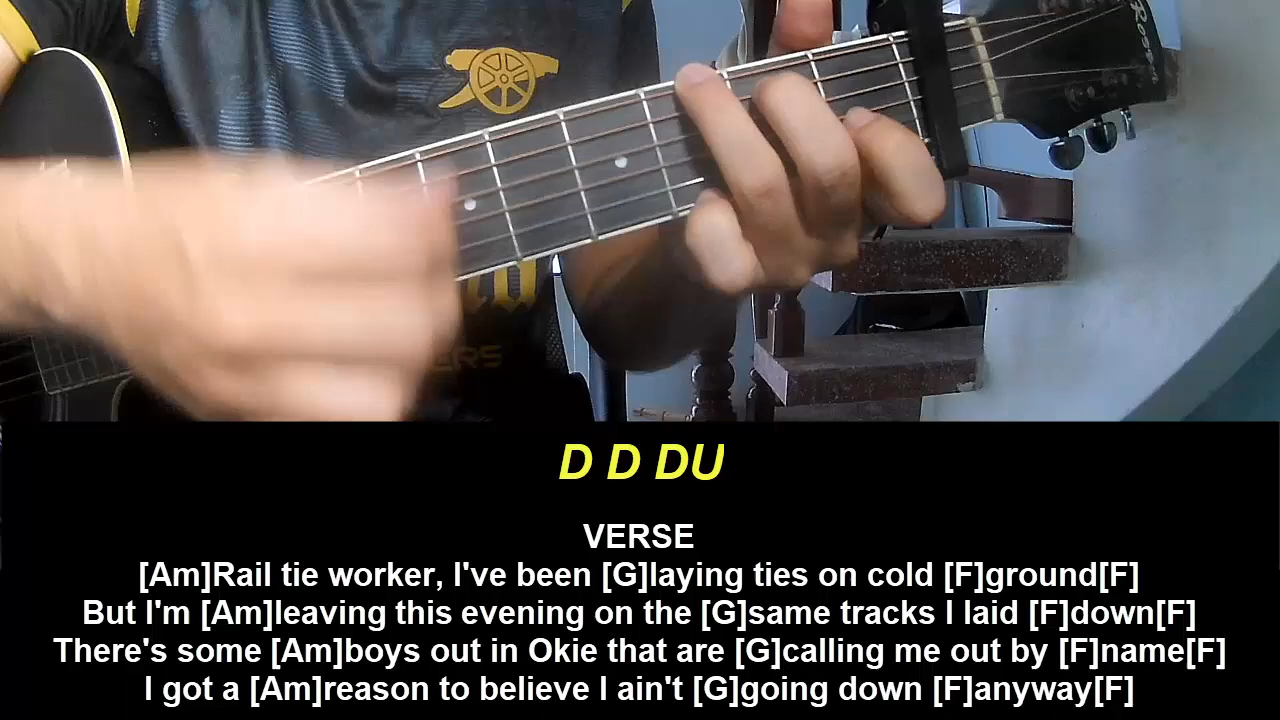 ERS
D D DU
VERSE
[Am]Rail tie worker, I've been [G]laying ties on cold [F]ground[F]
But I'm [Am]leaving this evening on the [G]same tracks I laid [F]down[F]
There's some [Am]boys out in Okie that are [G]calling me out by [F]name[F]
I got a [Am]reason to believe I ain't [G]going down [F]anyway[F]